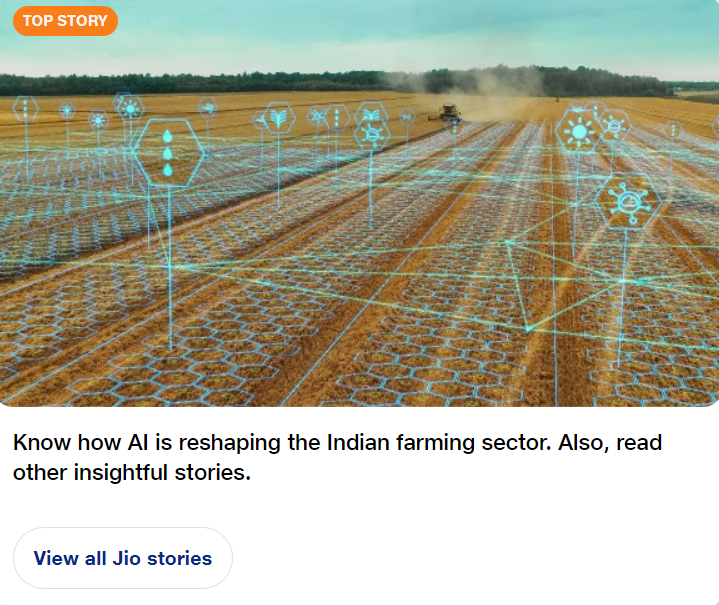 TOP STORY
Know how AI is reshaping the Indian farming sector. Also, read
other insightful stories.
View all Jio stories